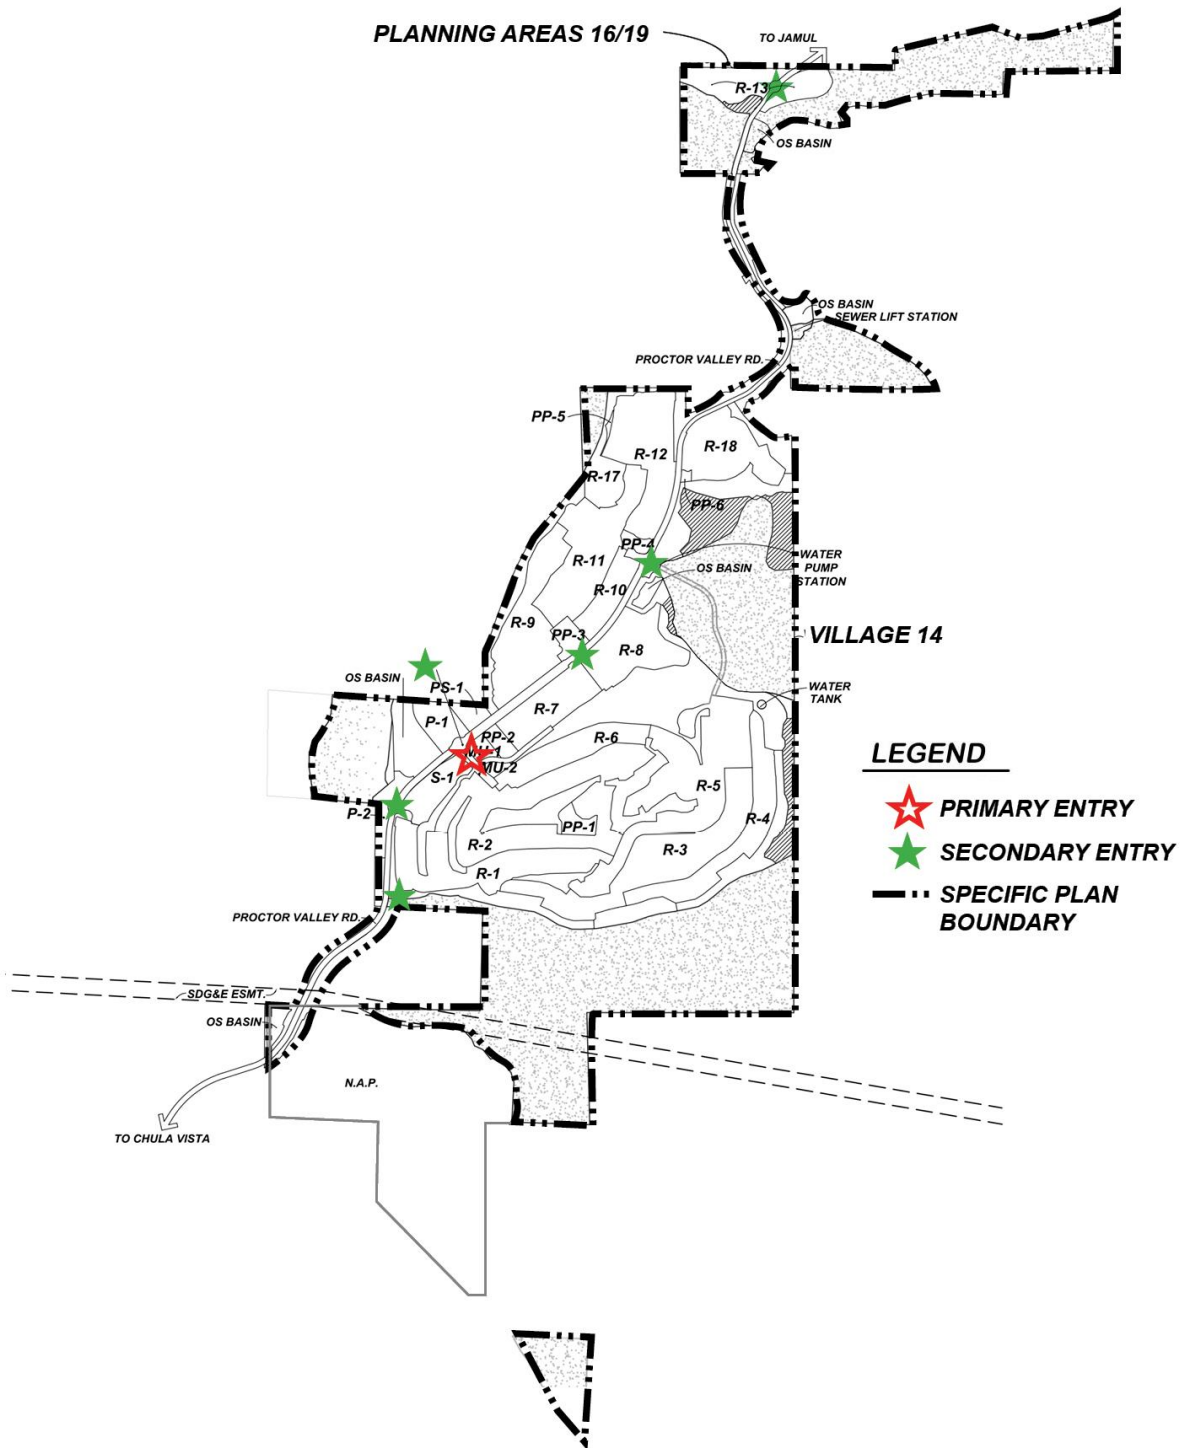 PLANNING AREAS 16/19
TO JAMUL
R-13
OS BASIN
OS BASIN
SEWER LIFT STATION
PROCTOR VALLEY RD.
PP-5
R-12
R-18
R-17
PP-6
PP-4
R-11
WATER
PUMP
STATION
OS BASIN
R-10
R-9
PP-3
R-8
VILLAGE 14
OS BASIN
PS-1
WATER
TANK
P-1
R-7
PP-2
R-6
MU-1
MU-2
S-1
R-5
P-2
R-4
PP-1
R-2
R-3
R-1
LEGEND
PRIMARY ENTRY
SECONDARY ENTRY
SPECIFIC PLAN
BOUNDARY
PROCTOR VALLEY RD.
SDG&E ESMT.
OS BASIN
N.A.P.
TO CHULA VISTA